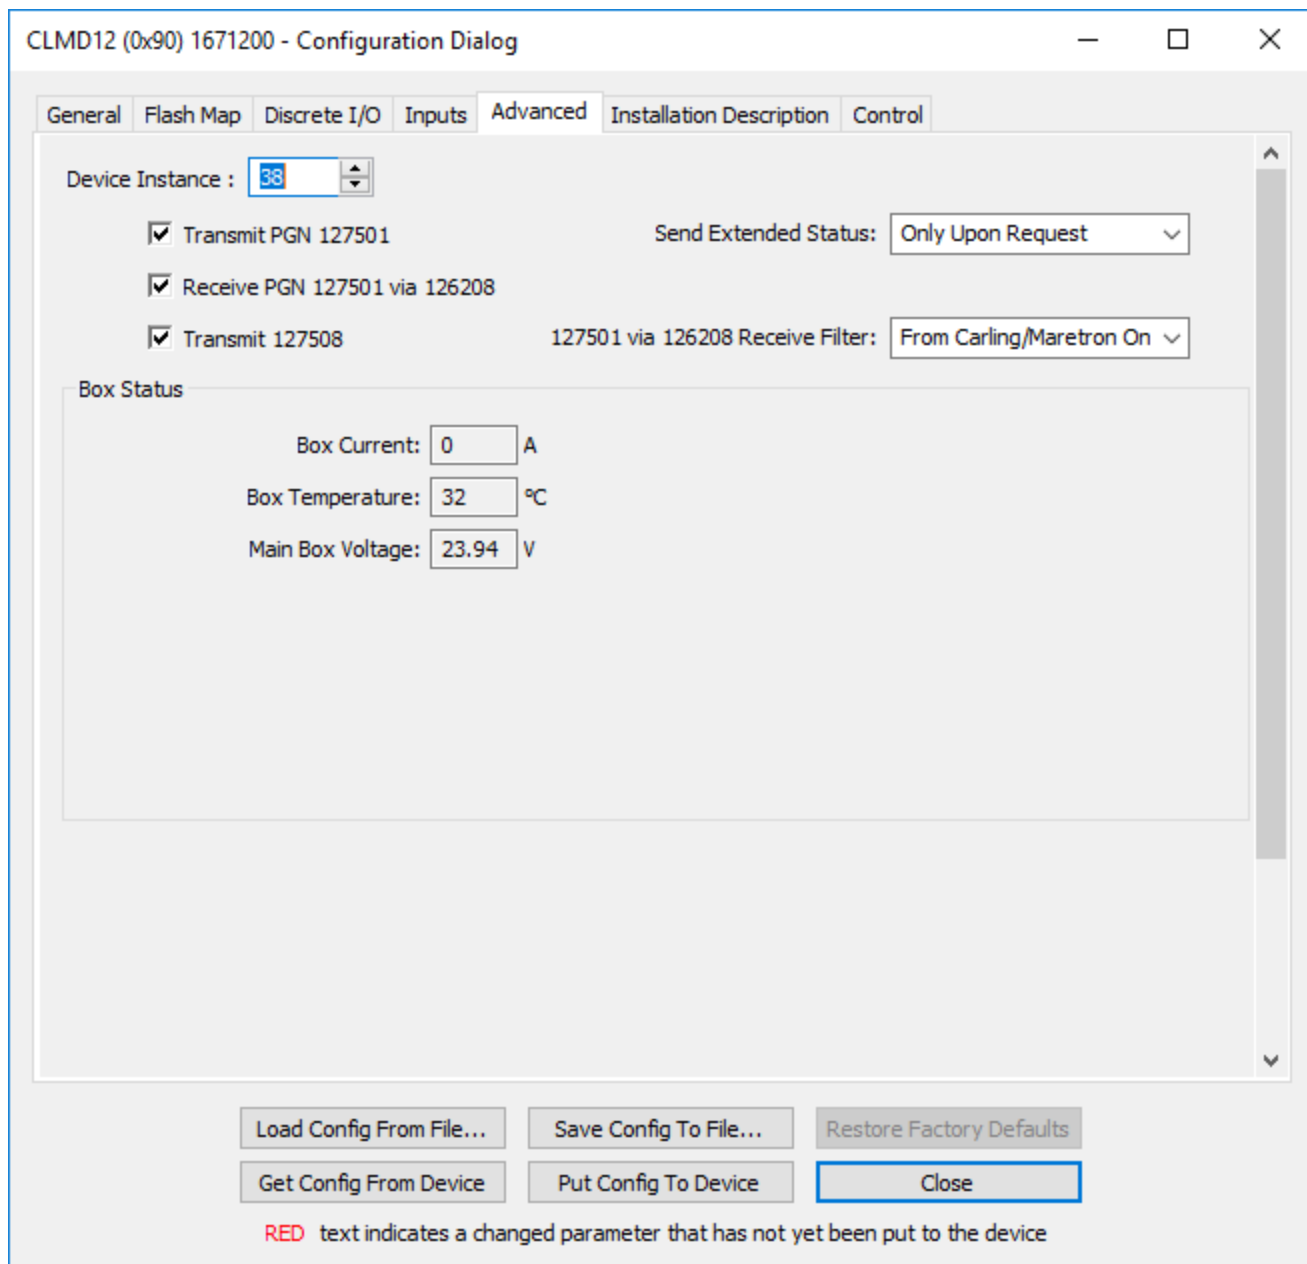 CLMD12 (0x90) 1671200 - Configuration Dialog
General Flash Map Discrete I/O Inputs Advanced Installation Description Control
Device Instance : 38
Transmit PGN 127501 Send Extended Status: Only Upon Request
Receive PGN 127501 via 126208
Transmit 127508 127501 via 126208 Receive Filter: From Carling/Maretron On
Box Status
Box Current: 0 A
Box Temperature: 32 °C
Main Box Voltage: 23.94 V
Load Config From File... Save Config To File... Restore Factory Defaults
Get Config From Device Put Config To Device Close
RED text indicates a changed parameter that has not yet been put to the device